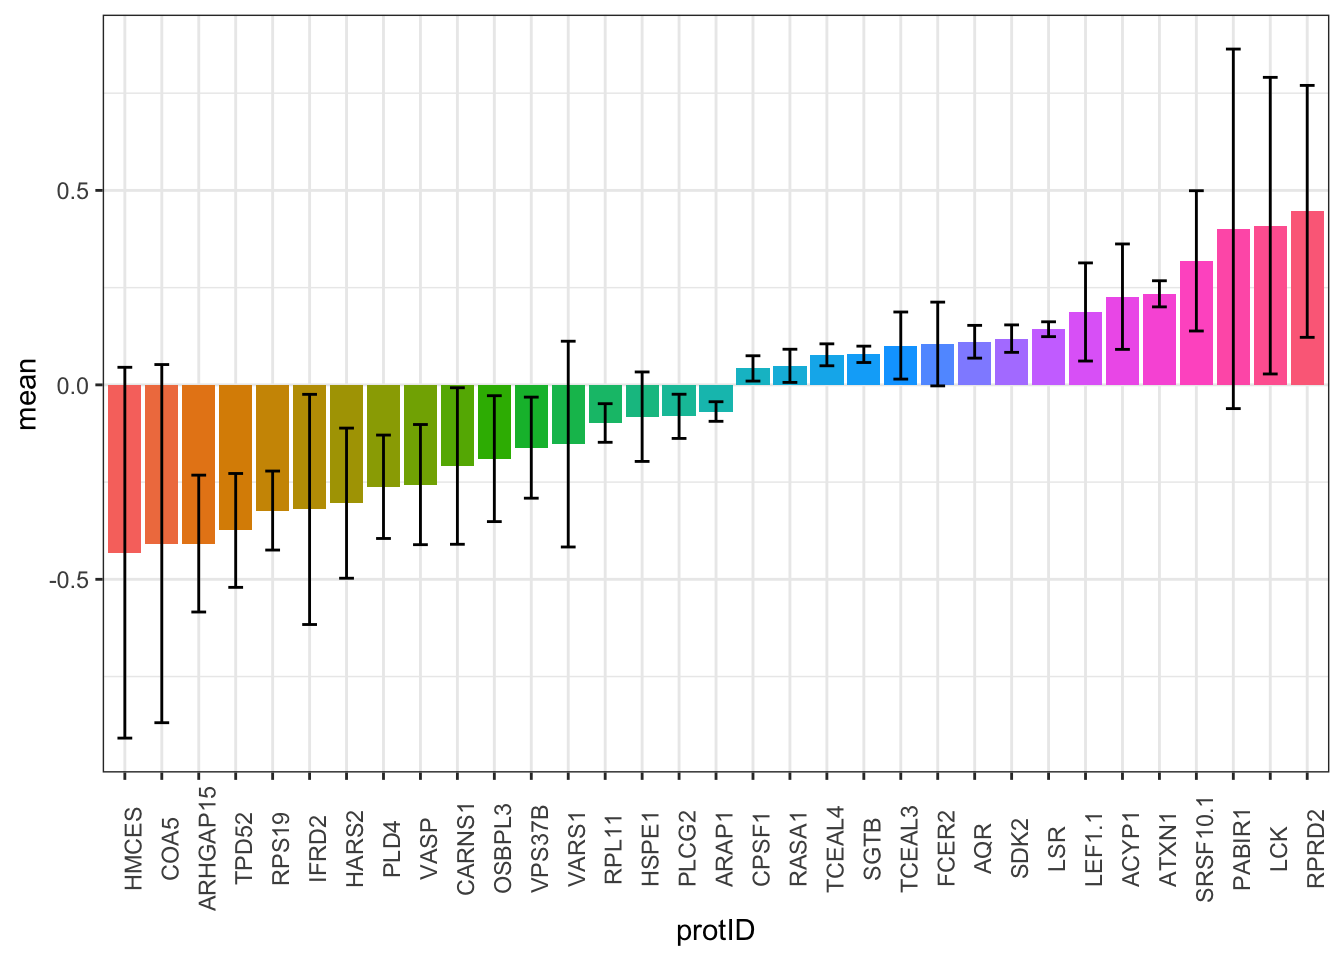 mean
0.5
0.0
-0.5
HMCES
COA5
ARHGAP15
TPD52
RPS19
IFRD2
HARS2
PLD4
VASP
CARNS1
OSBPL3
VPS37B
VARS1
RPL11
HSPE1
PLCG2
ARAP1
CPSF1
RASA1
TCEAL4
SGTB
TCEAL3
FCER2
AQR
SDK2
LSR
LEF1.1
ACYP1
ATXN1
SRSF10.1
PABIR1
LCK
RPRD2
protID